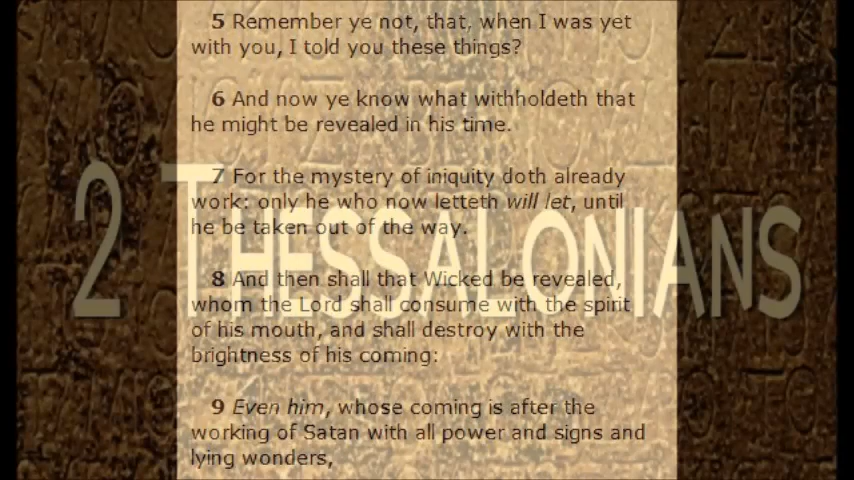 5 Remember ye not, that, when I was yet
with you, I told you these things?
6 And now ye know what withholdeth that
he might be revealed in his time.
7 For the mystery of iniquity doth already
work: only he who now letteth will let, until
he be taken out of the way.
2 THESSALONIANS
8 And then shall that Wicked be revealed,
whom the Lord shall consume with the spirit
of his mouth, and shall destroy with the
brightness of his coming:
9 Even him, whose coming is after the
working of Satan with all power and signs and
lying wonders,